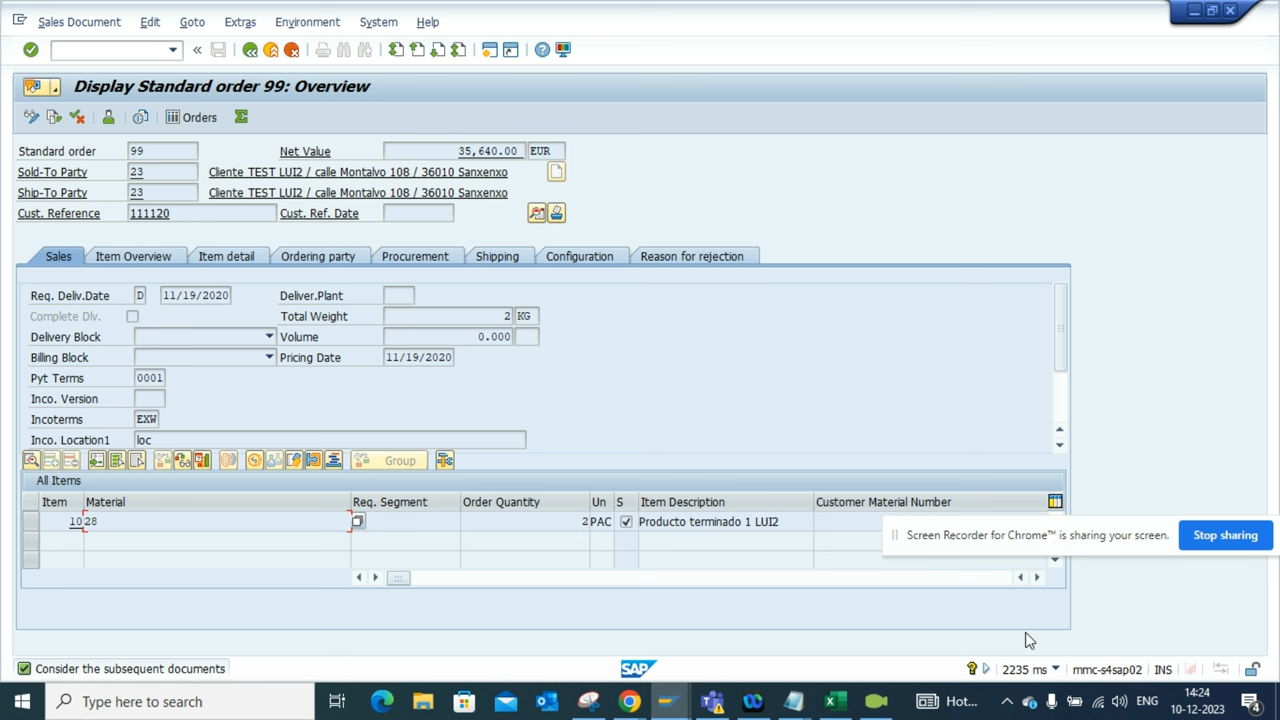 Sales Document Edit Goto Extras Environment System Help
Display Standard order 99: Overview
Orders
Standard order 99 Net Value 35,640.00 EUR
Sold-To Party 23 Cliente TEST LUI2 / calle Montalvo 108 / 36010 Sanxenxo
Ship-To Party 23 Cliente TEST LUI2 / calle Montalvo 108 / 36010 Sanxenxo
Cust. Reference 111120 Cust. Ref. Date
Sales Item Overview Item detail Ordering party Procurement Shipping Configuration Reason for rejection
Req. Deliv.Date D 11/19/2020 Deliver.Plant
Complete Dlv. Total Weight 2 KG
Delivery Block Volume 0.000
Billing Block Pricing Date 11/19/2020
Pyt Terms 0001
Inco. Version
Incoterms EXW
Inco. Location1 loc
Group
All Items
Item Material Req. Segment Order Quantity Un S Item Description Customer Material Number
10 28 2 PAC Producto terminado 1 LUI2
Screen Recorder for Chrome™ is sharing your screen. Stop sharing
Consider the subsequent documents SAP 2235 ms mmc-s4sap02 INS
Type here to search Hot... ENG 14:24
10-12-2023 4